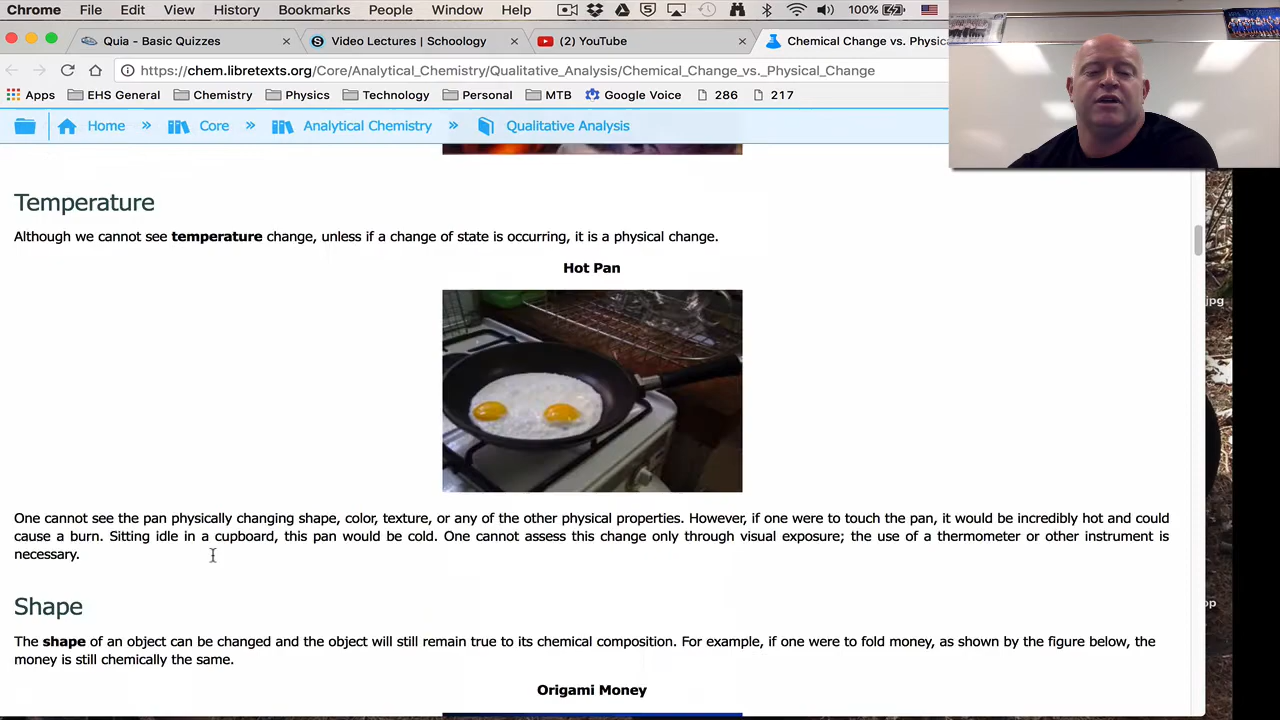 Chrome File Edit View History Bookmarks People Window Help 100%
Quia - Basic Quizzes × Video Lectures | Schoology × (2) YouTube × Chemical Change vs. Physica
https://chem.libretexts.org/Core/Analytical_Chemistry/Qualitative_Analysis/Chemical_Change_vs._Physical_Change
Apps EHS General Chemistry Physics Technology Personal MTB Google Voice 286 217
Home » Core » Analytical Chemistry » Qualitative Analysis
Temperature
Although we cannot see temperature change, unless if a change of state is occurring, it is a physical change.
Hot Pan
jpg
One cannot see the pan physically changing shape, color, texture, or any of the other physical properties. However, if one were to touch the pan, it would be incredibly hot and could
cause a burn. Sitting idle in a cupboard, this pan would be cold. One cannot assess this change only through visual exposure; the use of a thermometer or other instrument is
necessary.
Shape
op
The shape of an object can be changed and the object will still remain true to its chemical composition. For example, if one were to fold money, as shown by the figure below, the
money is still chemically the same.
Origami Money